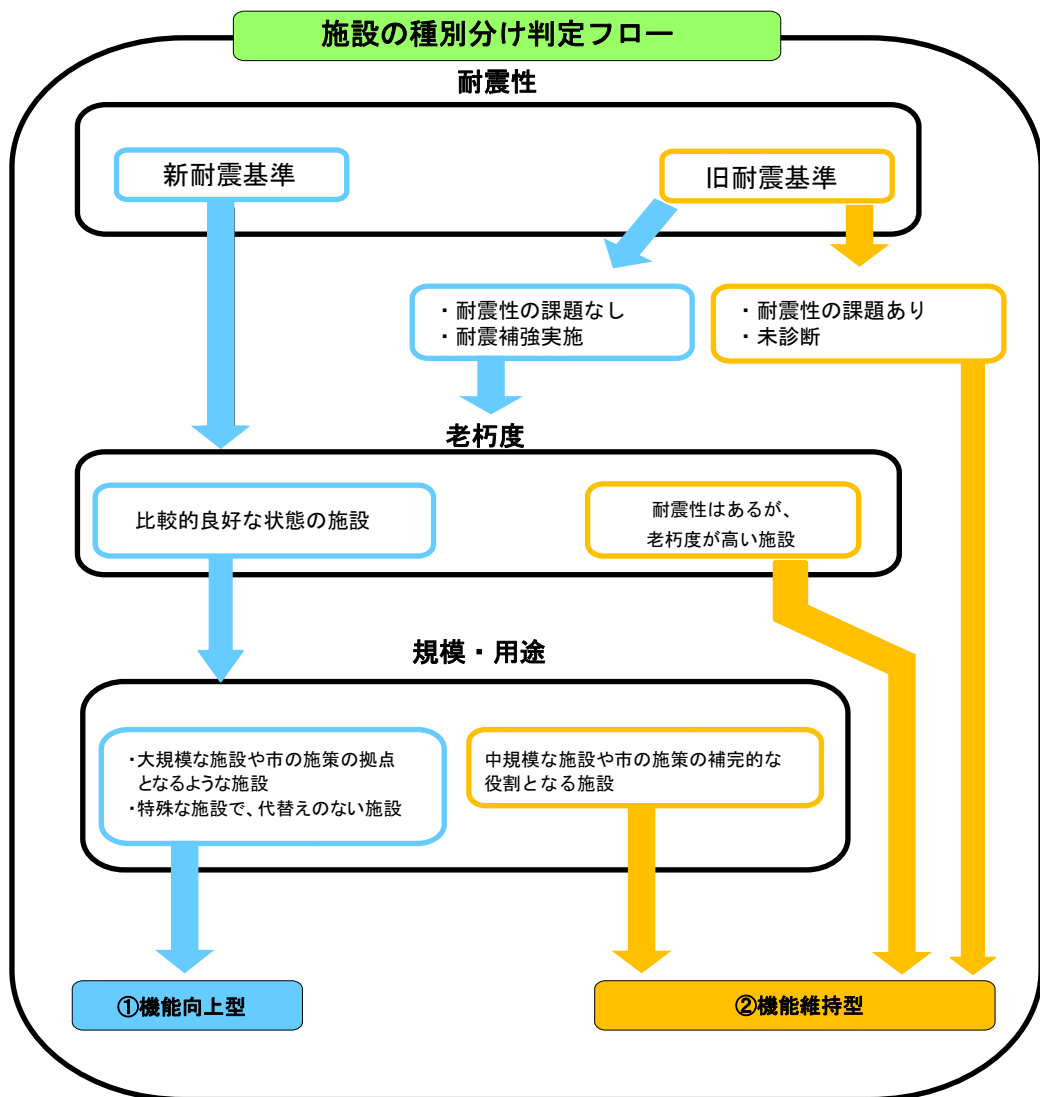 施設の種別分け判定フロー
耐震性
新耐震基準
旧耐震基準
・耐震性の課題なし
・耐震補強実施
・耐震性の課題あり
・未診断
老朽度
比較的良好な状態の施設
耐震性はあるが、
老朽度が高い施設
規模・用途
・大規模な施設や市の施策の拠点
となるような施設
・特殊な施設で、代替えのない施設
中規模な施設や市の施策の補完的な
役割となる施設
①機能向上型
②機能維持型